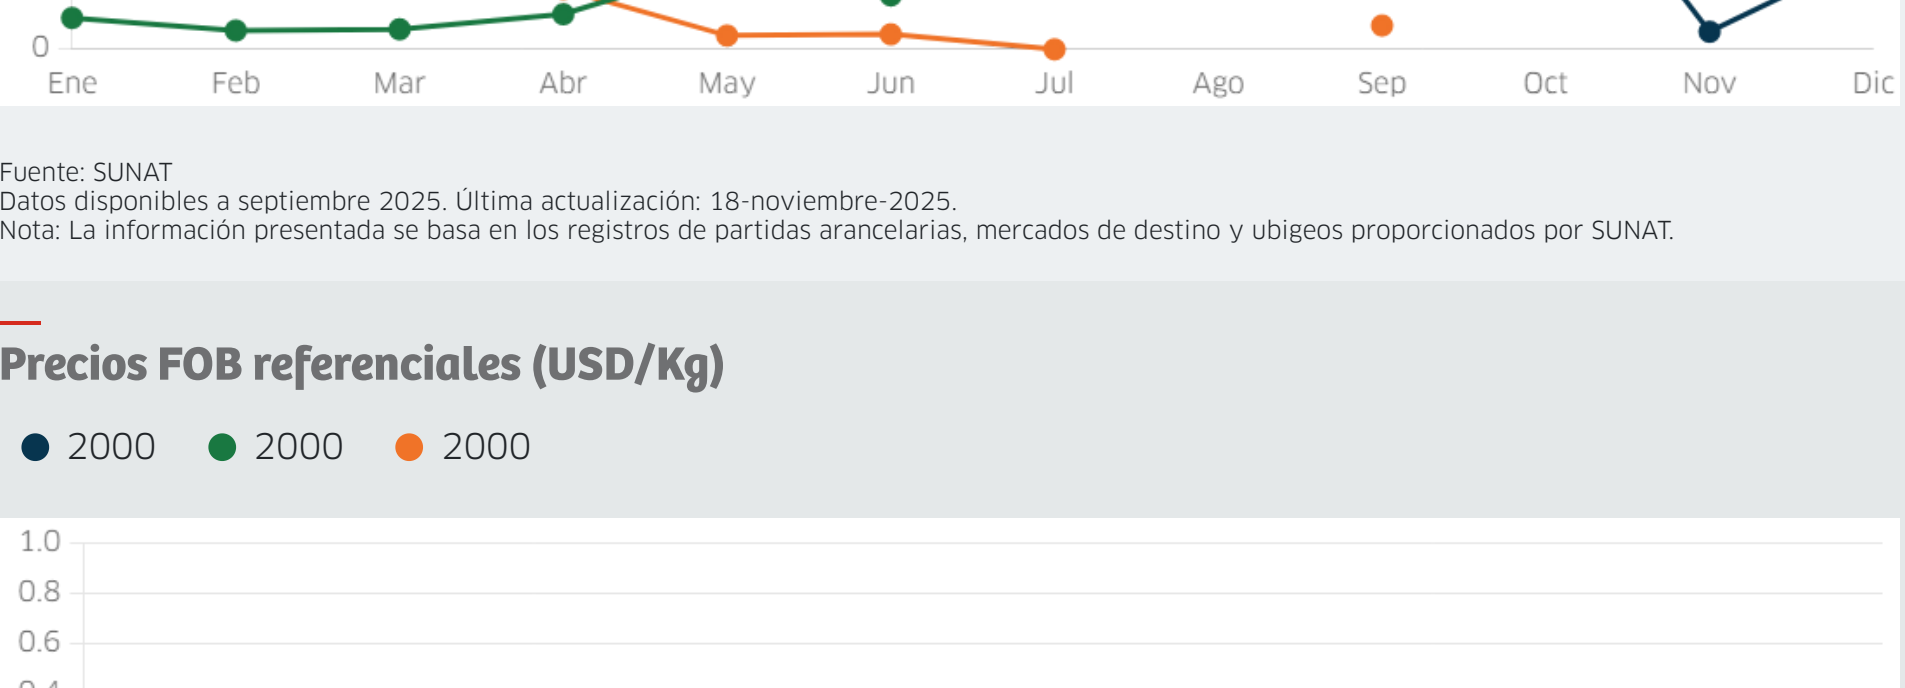 0
Ene Feb Mar Abr May Jun Jul Ago Sep Oct Nov Dic
Fuente: SUNAT
Datos disponibles a septiembre 2025. Última actualización: 18-noviembre-2025.
Nota: La información presentada se basa en los registros de partidas arancelarias, mercados de destino y ubigeos proporcionados por SUNAT.
Precios FOB referenciales (USD/Kg)
2000 2000 2000
1.0
0.8
0.6